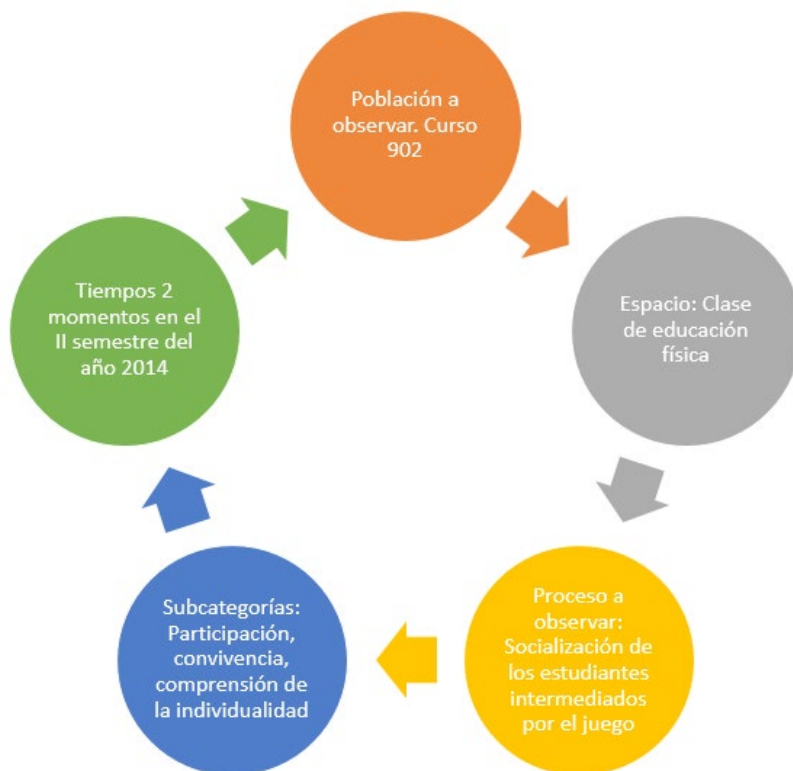 Población a
observar. Curso
902
Espacio: Clase
de educación
física
Proceso a
observar:
Socialización de
los estudiantes
intermediados
por el juego
Subcategorías:
Participación,
convivencia,
comprensión de
la individualidad
Tiempos 2
momentos en el
II semestre del
año 2014